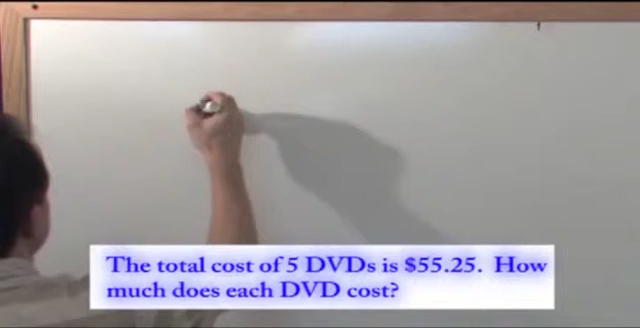 The total cost of 5 DVDs is $55.25.  How
much does each DVD cost?